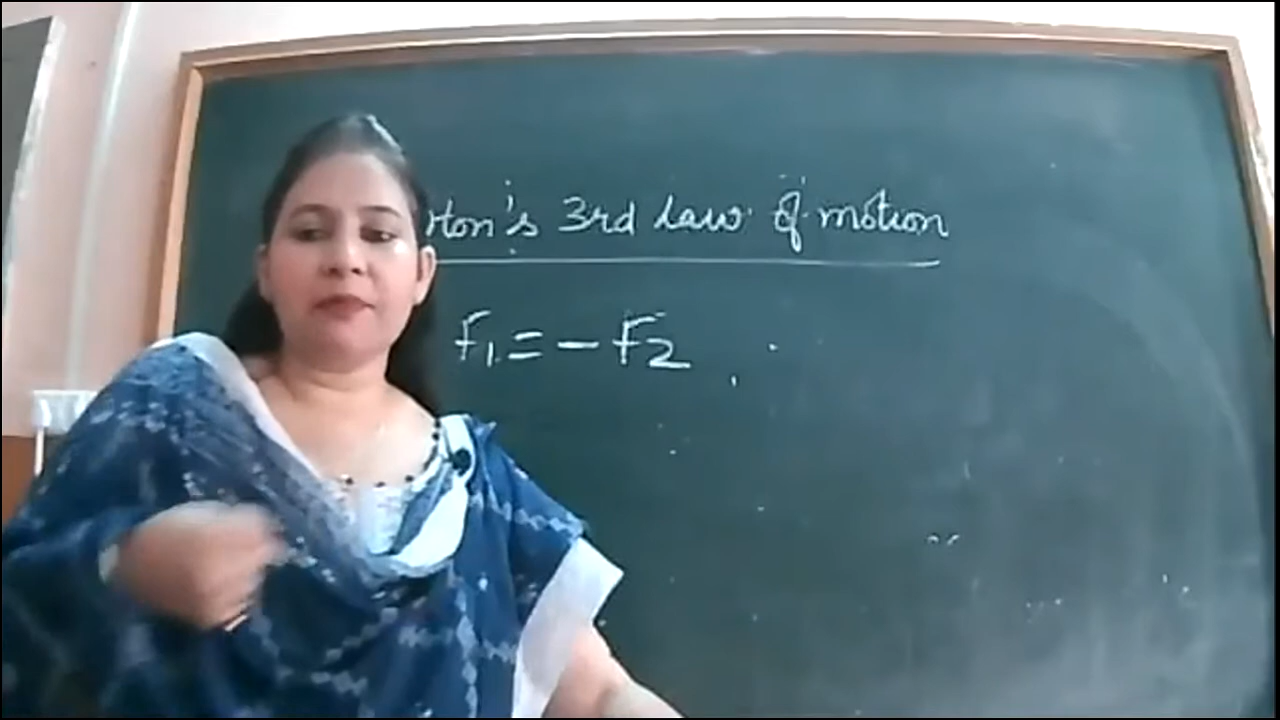 ton's 3rd law of motion
F1 = - F2